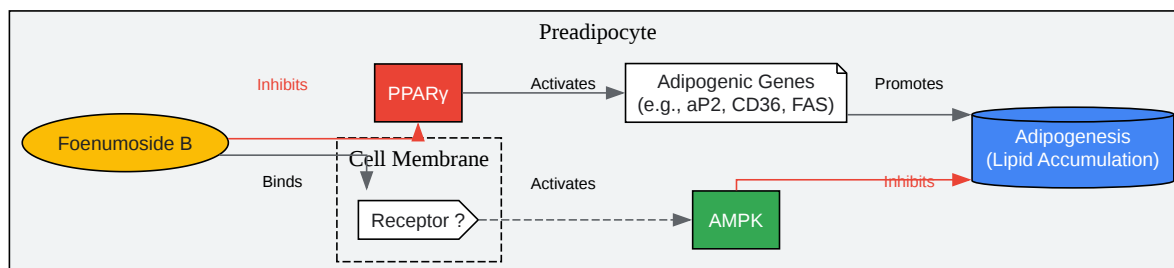 Preadipocyte
Inhibits
PPARγ
Activates
Adipogenic Genes
(e.g., aP2, CD36, FAS)
Promotes
Foenumoside B
Cell Membrane
Adipogenesis
(Lipid Accumulation)
Binds
Activates
Inhibits
Receptor ?
AMPK